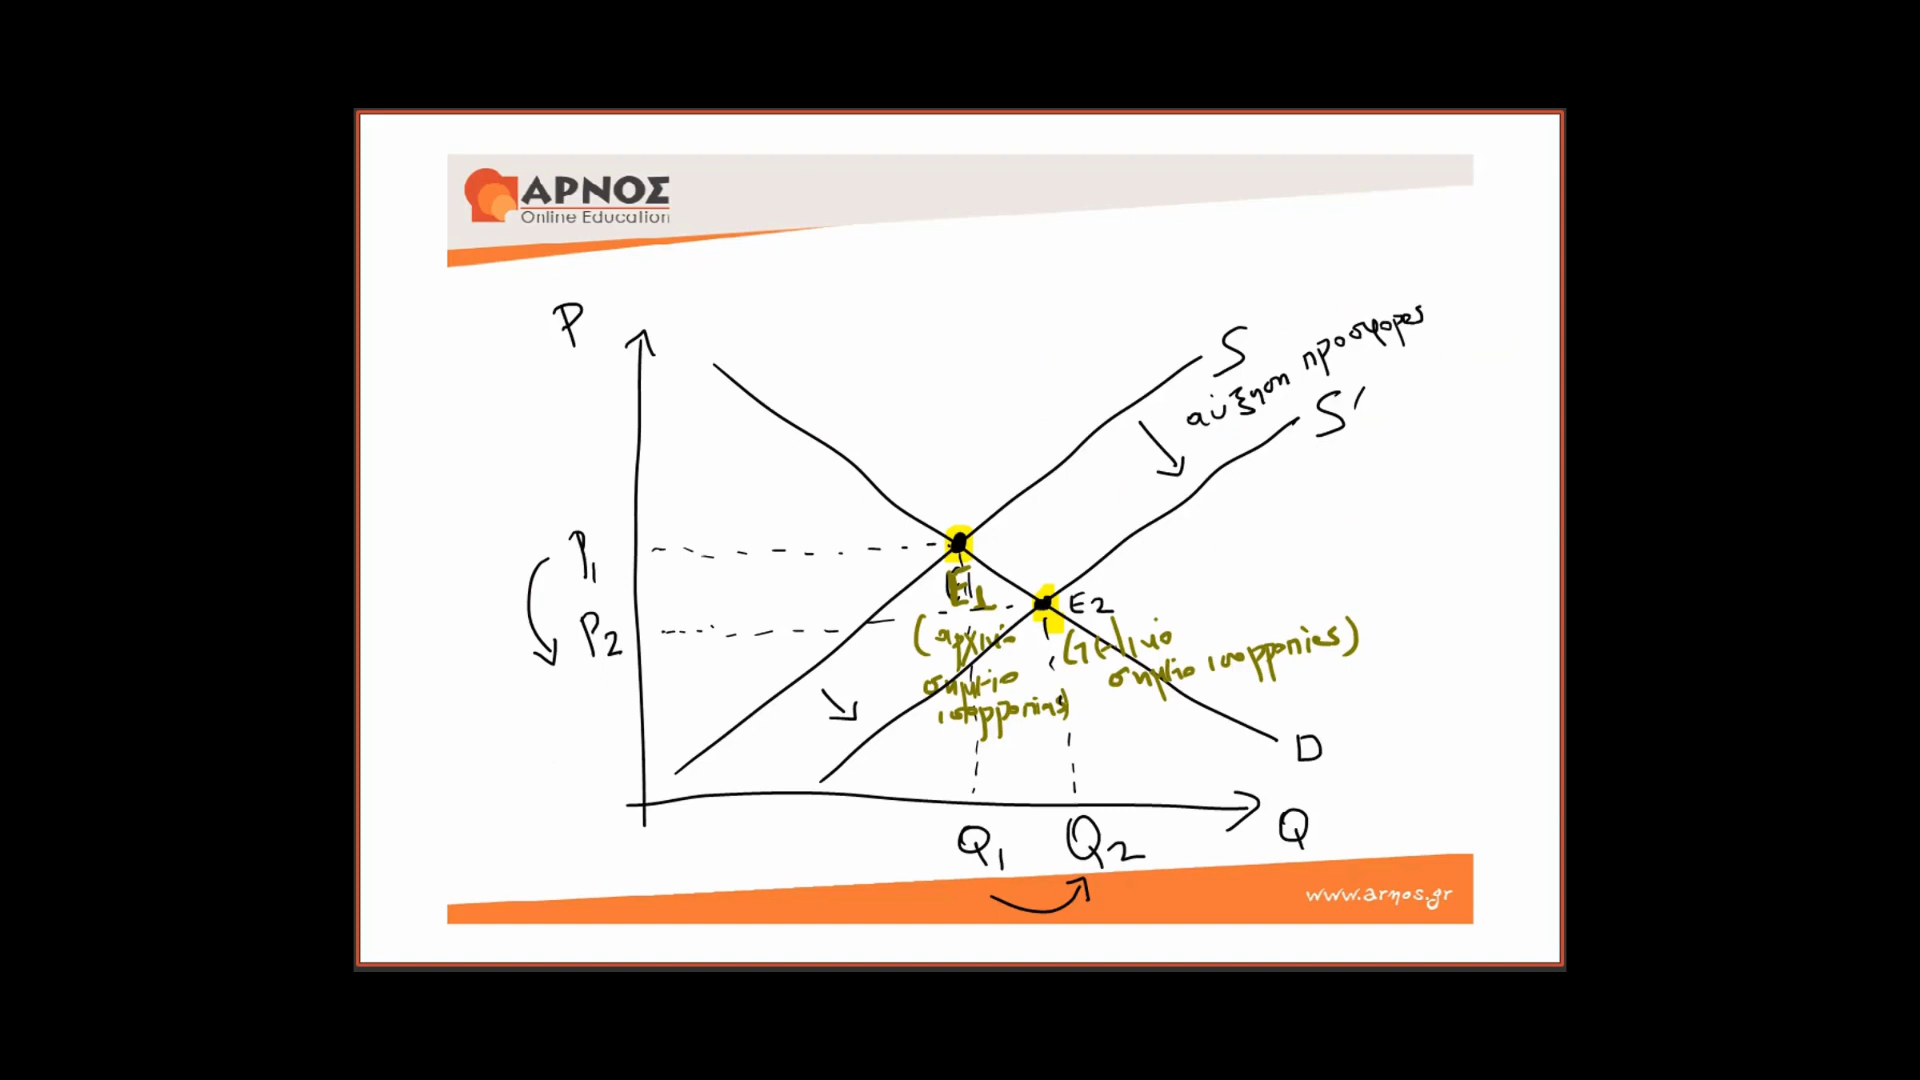 ΑΡΝΟΣ
Online Education
P
S
αύξηση προσφορας
S'
P1
E1
P2
E2
(αρχικό
σημείο
ισορροπίας)
(τελικό
σημείο ισορροπίας)
D
Q1
Q2
Q
www.arnos.gr